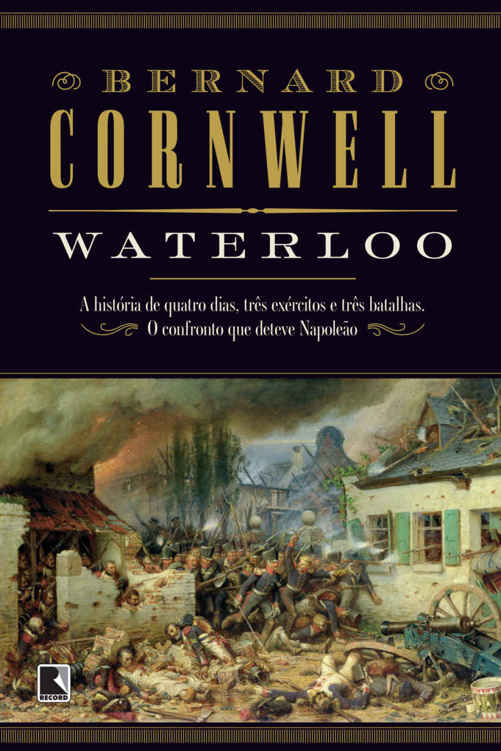 BERNARD
CORNWELL
WATERLOO
A história de quatro dias, três exércitos e três batalhas.
O confronto que deteve Napoleão
RECORD